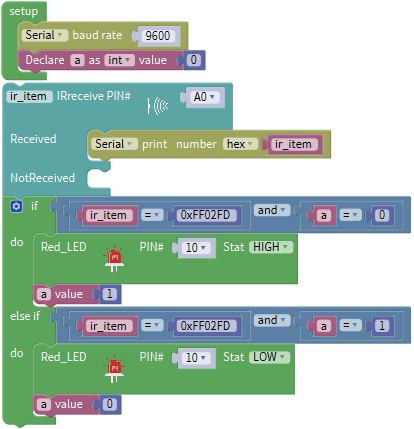 setup
Serial baud rate 9600
Declare a as int value 0
ir_item IRreceive PIN# A0
Received Serial print number hex ir_item
NotReceived
if ir_item = 0xFF02FD and a = 0
do Red_LED PIN# 10 Stat HIGH
a value 1
else if ir_item = 0xFF02FD and a = 1
do Red_LED PIN# 10 Stat LOW
a value 0